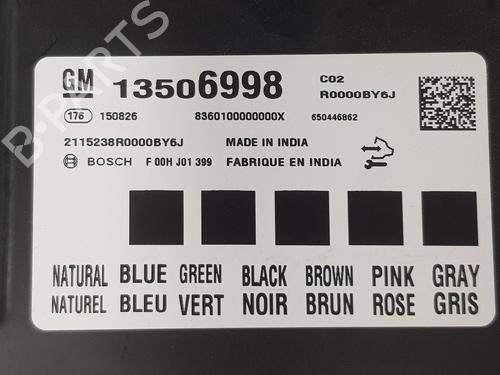 B-PARTS
GM 13506998 C02
R0000BY6J
176 150826 8360100000000X 650446862
2115238R0000BY6J MADE IN INDIA
BOSCH F 00H J01 399 FABRIQUE EN INDIA
NATURAL BLUE GREEN BLACK BROWN PINK GRAY
NATUREL BLEU VERT NOIR BRUN ROSE GRIS